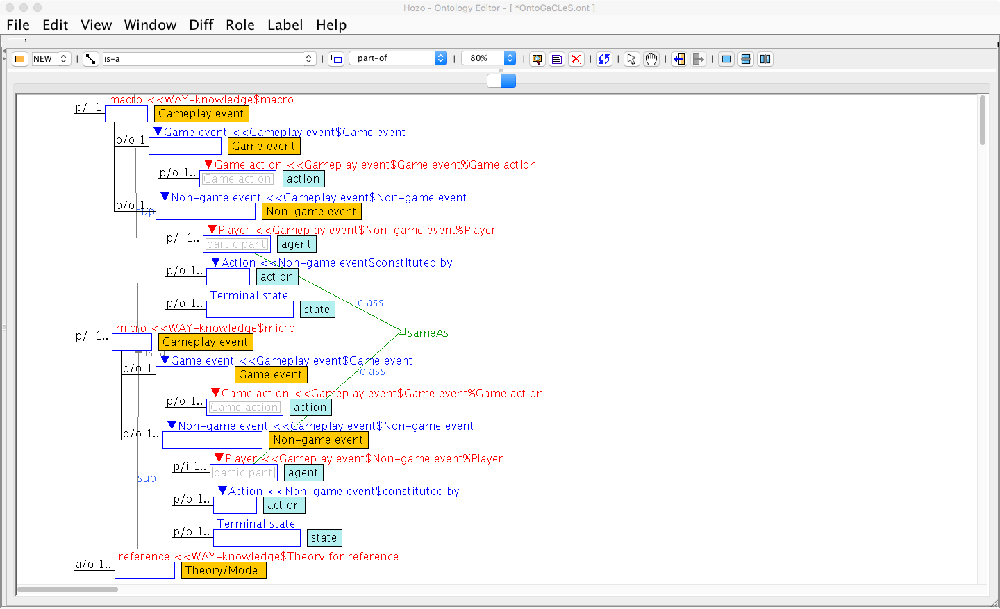 Hozo - Ontology Editor - [ *OntoGaCLeS.ont ]
File Edit View Window Diff Role Label Help
NEW is-a part-of 80%
macro <<WAY-knowledge$macro
p/i 1 Gameplay event
Game event <<Gameplay event$Game event
p/o 1 Game event
Game action <<Gameplay event$Game event%Game action
p/o 1.. Game action action
Non-game event <<Gameplay event$Non-game event
p/o 1.. Non-game event
sup
Player <<Gameplay event$Non-game event%Player
p/i 1.. participant agent
Action <<Non-game event$constituted by
p/o 1.. action
Terminal state
p/o 1.. state
class
micro <<WAY-knowledge$micro
sameAs
p/i 1.. Gameplay event
is-a
Game event <<Gameplay event$Game event
p/o 1 Game event
class
Game action <<Gameplay event$Game event%Game action
p/o 1.. Game action action
Non-game event <<Gameplay event$Non-game event
p/o 1.. Non-game event
Player <<Gameplay event$Non-game event%Player
p/i 1.. participant agent
sub
Action <<Non-game event$constituted by
p/o 1.. action
Terminal state
p/o 1.. state
reference <<WAY-knowledge$Theory for reference
a/o 1.. Theory/Model